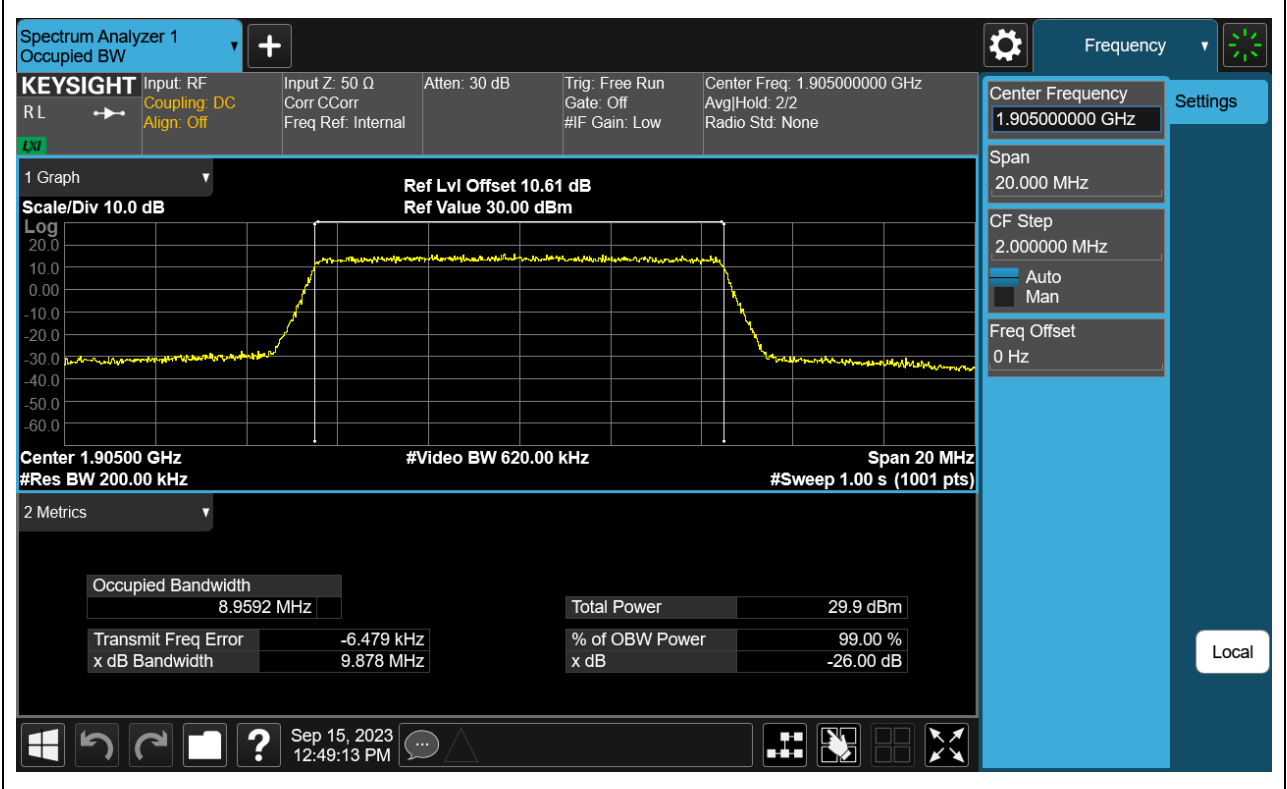 Spectrum Analyzer 1
Occupied BW
+
Frequency
KEYSIGHT
R L
LXI
Input: RF
Coupling: DC
Align: Off
Input Z: 50 Ω
Corr CCorr
Freq Ref: Internal
Atten: 30 dB
Trig: Free Run
Gate: Off
#IF Gain: Low
Center Freq: 1.905000000 GHz
Avg|Hold: 2/2
Radio Std: None
Center Frequency
1.905000000 GHz
Settings
Span
20.000 MHz
CF Step
2.000000 MHz
Auto
Man
Freq Offset
0 Hz
Local
1 Graph
Scale/Div 10.0 dB
Ref Lvl Offset 10.61 dB
Ref Value 30.00 dBm
Log
20.0
10.0
0.00
-10.0
-20.0
-30.0
-40.0
-50.0
-60.0
Center 1.90500 GHz
#Video BW 620.00 kHz
Span 20 MHz
#Res BW 200.00 kHz
#Sweep 1.00 s (1001 pts)
2 Metrics
Occupied Bandwidth
8.9592 MHz
Total Power 29.9 dBm
Transmit Freq Error -6.479 kHz
% of OBW Power 99.00 %
x dB Bandwidth 9.878 MHz
x dB -26.00 dB
?
Sep 15, 2023
12:49:13 PM